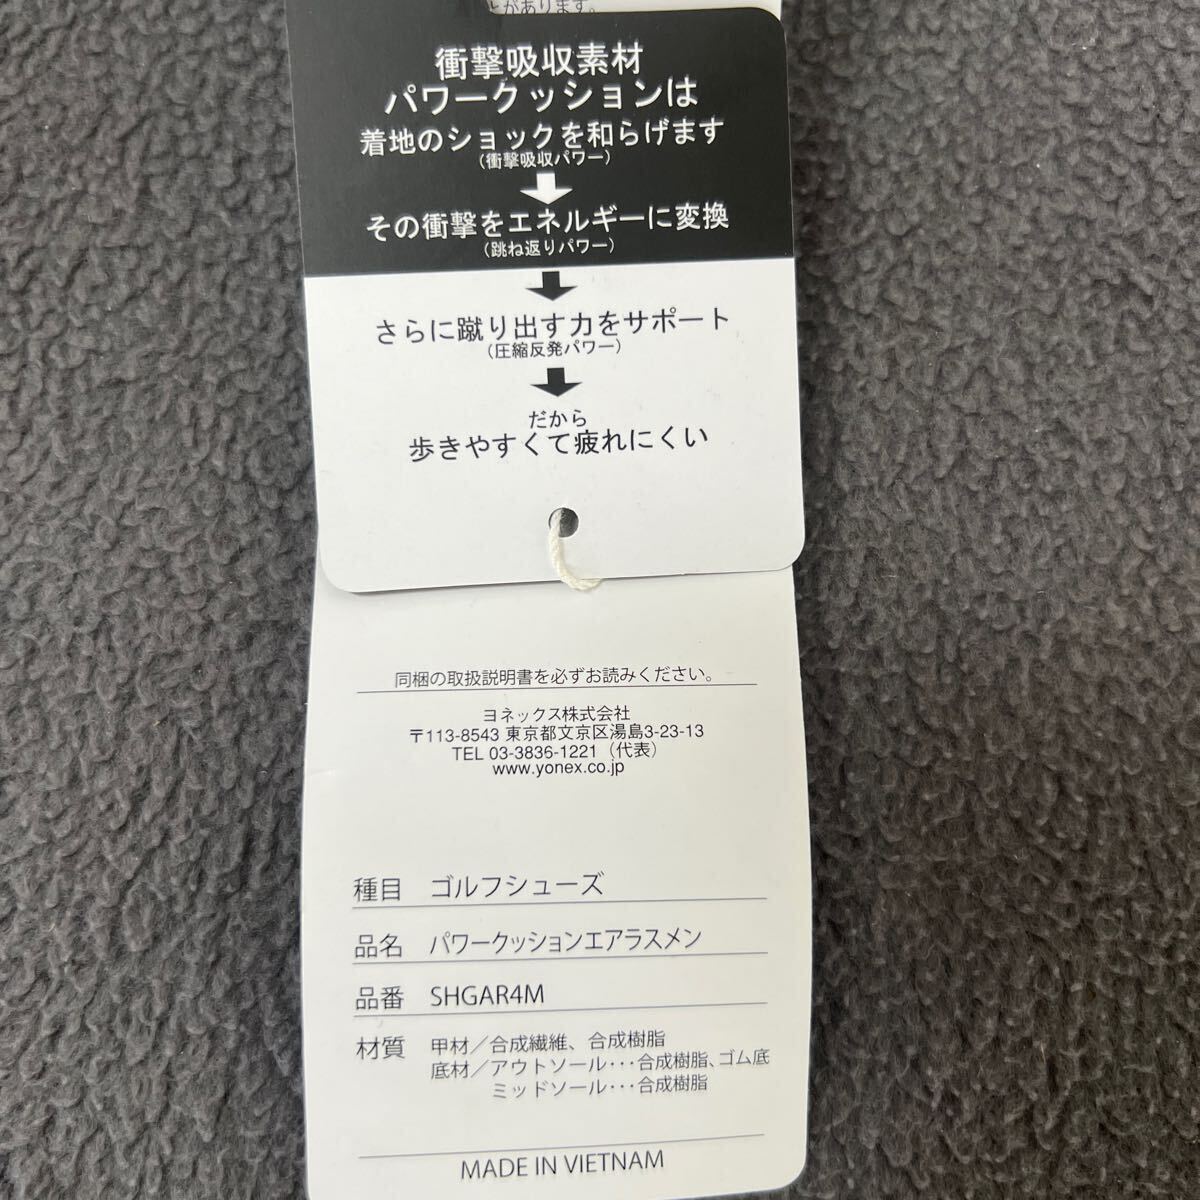 があります。
衝撃吸収素材
パワークッションは
着地のショックを和らげます
(衝撃吸収パワー)
その衝撃をエネルギーに変換
(跳ね返りパワー)
さらに蹴り出す力をサポート
(圧縮反発パワー)
だから
歩きやすくて疲れにくい
同梱の取扱説明書を必ずお読みください。
ヨネックス株式会社
〒113-8543 東京都文京区湯島3-23-13
TEL 03-3836-1221（代表）
www.yonex.co.jp
種目 ゴルフシューズ
品名 パワークッションエアラスメン
品番 SHGAR4M
材質 甲材／合成繊維、合成樹脂
底材／アウトソール･･･合成樹脂、ゴム底
ミッドソール･･･合成樹脂
MADE IN VIETNAM